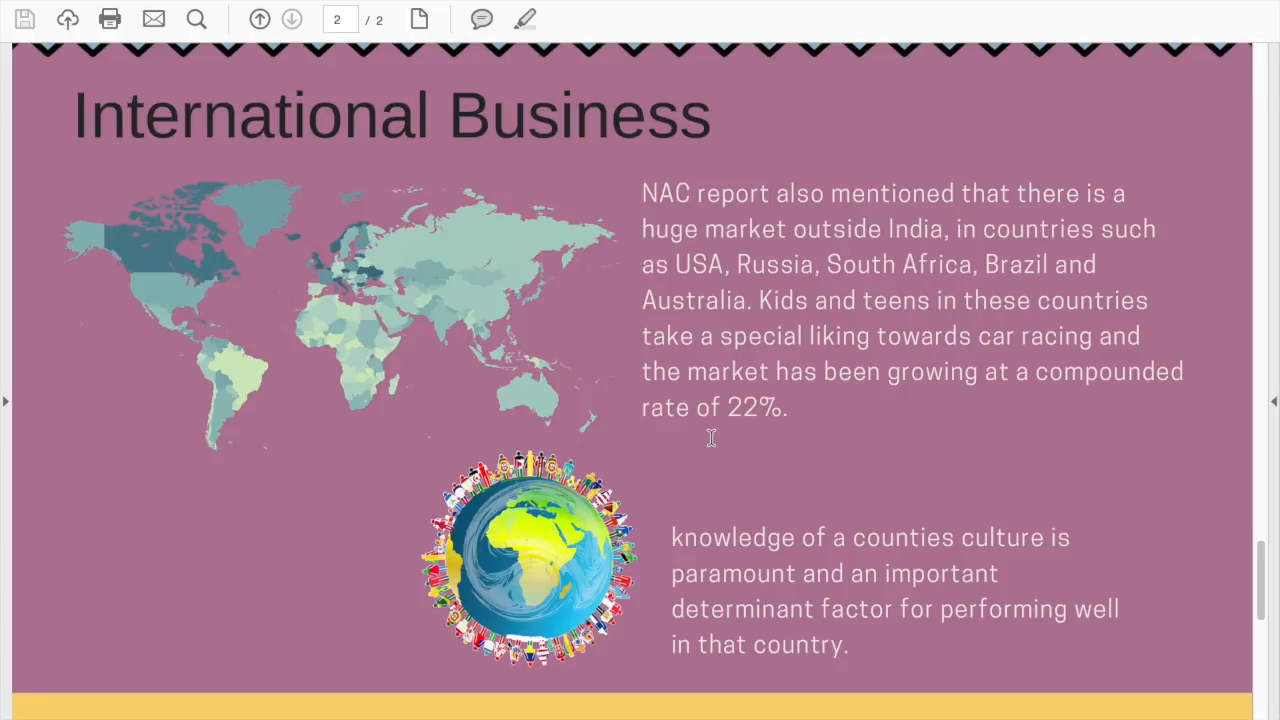 2 / 2
International Business
NAC report also mentioned that there is a
huge market outside India, in countries such
as USA, Russia, South Africa, Brazil and
Australia. Kids and teens in these countries
take a special liking towards car racing and
the market has been growing at a compounded
rate of 22%.
knowledge of a counties culture is
paramount and an important
determinant factor for performing well
in that country.